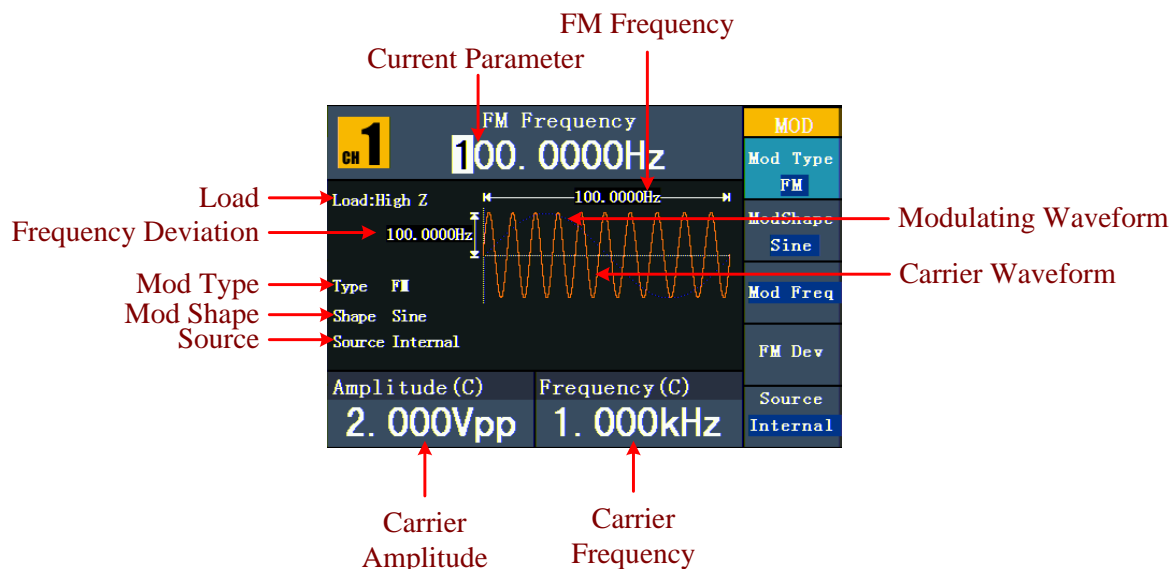 FM Frequency
Current Parameter
CH 1
FM Frequency
100.0000Hz
MOD
Mod Type
FM
ModShape
Sine
Mod Freq
FM Dev
Source
Internal
Load
Load:High Z
100.0000Hz
Frequency Deviation
100.0000Hz
Modulating Waveform
Carrier Waveform
Mod Type
Type FM
Mod Shape
Shape Sine
Source
Source Internal
Amplitude(C)
2.000Vpp
Frequency(C)
1.000kHz
Carrier
Amplitude
Carrier
Frequency